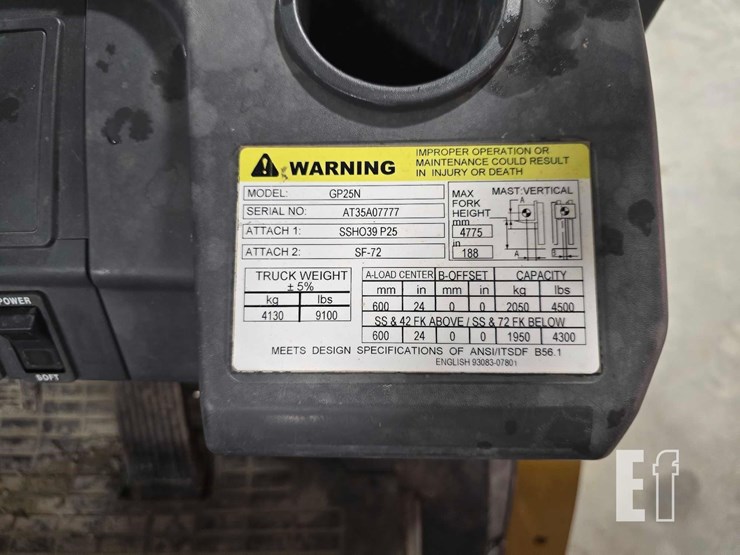 WARNING
IMPROPER OPERATION OR
MAINTENANCE COULD RESULT
IN INJURY OR DEATH
MODEL: GP25N
SERIAL NO: AT35A07777
ATTACH 1: SSHO39 P25
ATTACH 2: SF-72
MAX FORK HEIGHT
mm
4775
in
188
MAST:VERTICAL
A
A
TRUCK WEIGHT
± 5%
kg lbs
4130 9100
A-LOAD CENTER B-OFFSET CAPACITY
mm in mm in kg lbs
600 24 0 0 2050 4500
SS & 42 FK ABOVE / SS & 72 FK BELOW
600 24 0 0 1950 4300
MEETS DESIGN SPECIFICATIONS OF ANSI/ITSDF B56.1
ENGLISH 93083-07801
POWER
SOFT
Ef